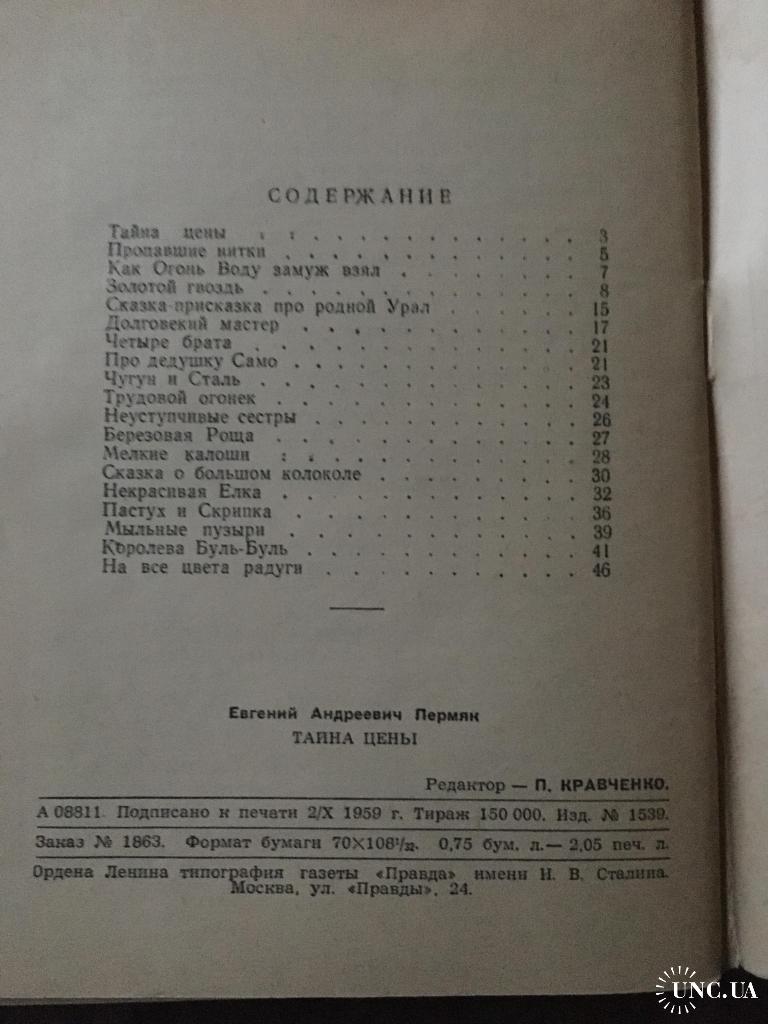 СОДЕРЖАНИЕ
Тайна цены : : . . . . . . . . . . . . 3
Пропавшие нитки . . . . . . . . . . . . 5
Как Огонь Воду замуж взял . . . . . . . . 7
Золотой гвоздь . . . . . . . . . . . . . 8
Сказка-присказка про родной Урал . . . . . . 15
Долговекий мастер . . . . . . . . . . . . 17
Четыре брата . . . . . . . . . . . . . 21
Про дедушку Само . . . . . . . . . . . . 21
Чугун и Сталь . . . . . . . . . . . . . 23
Трудовой огонек . . . . . . . . . . . . 24
Неуступчивые сестры . . . . . . . . . . . 26
Березовая Роща . . . . . . . . . . . . 27
Мелкие калоши : : . . . . . . . . . . . 28
Сказка о большом колоколе . . . . . . . . . 30
Некрасивая Елка . . . . . . . . . . . . 32
Пастух и Скрипка . . . . . . . . . . . . 36
Мыльные пузыри . . . . . . . . . . . . 39
Королева Буль-Буль . . . . . . . . . . . 41
На все цвета радуги . . . . . . . . . . . 46
Евгений Андреевич Пермяк
ТАЙНА ЦЕНЫ
Редактор — П. КРАВЧЕНКО.
А 08811. Подписано к печати 2/X 1959 г. Тираж 150 000. Изд. № 1539.
Заказ № 1863. Формат бумаги 70×108¹/₃₂. 0,75 бум. л.— 2,05 печ. л.
Ордена Ленина типография газеты «Правда» имени И. В. Сталина.
Москва, ул. «Правды», 24.
UNC.UA